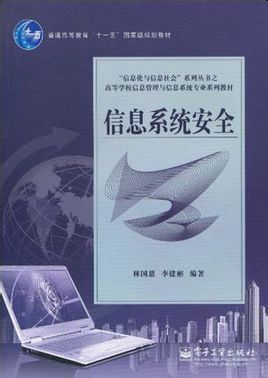 普通高等教育"十一五"国家级规划教材
"信息化与信息社会"系列丛书之
高等学校信息管理与信息系统专业系列教材
信息系统安全
林国恩 李建彬 编著
电子工业出版社